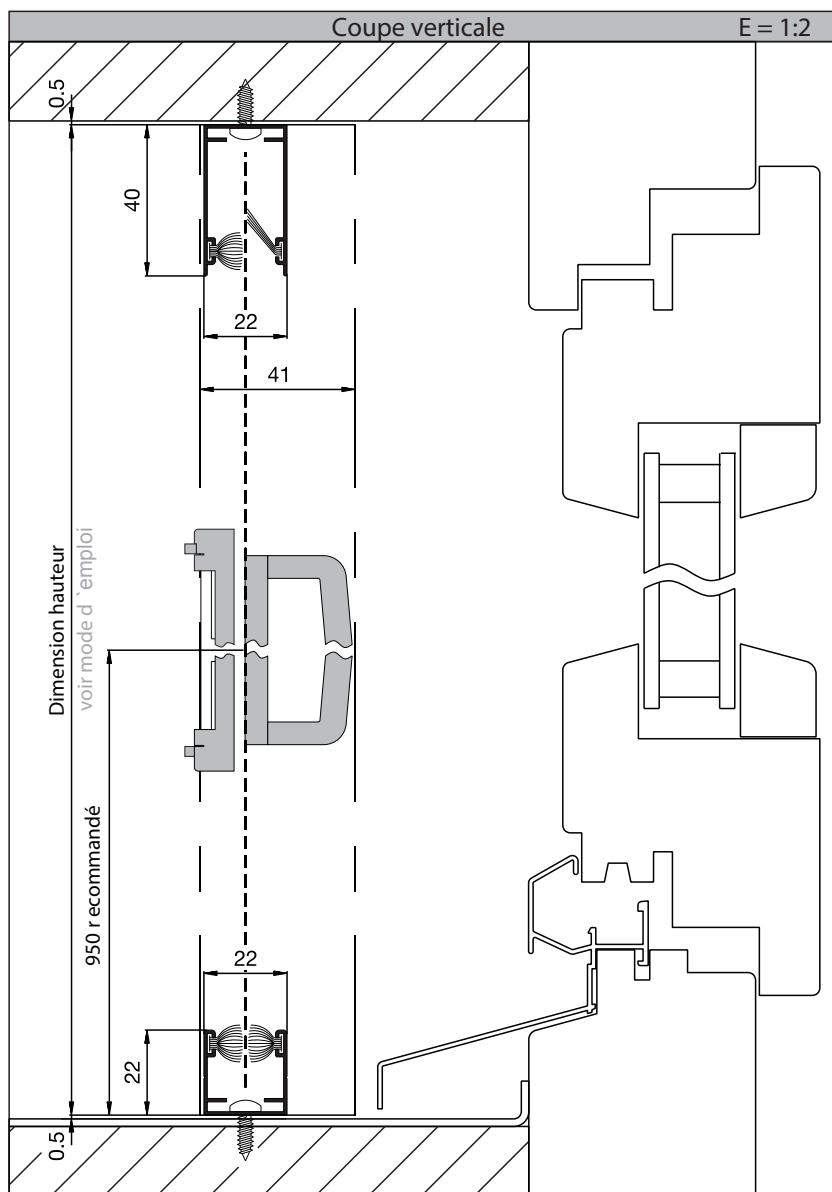 Coupe verticale
E = 1:2
0.5
40
22
41
Dimension hauteur
voir mode d `emploi
950 r ecommandé
22
22
0.5